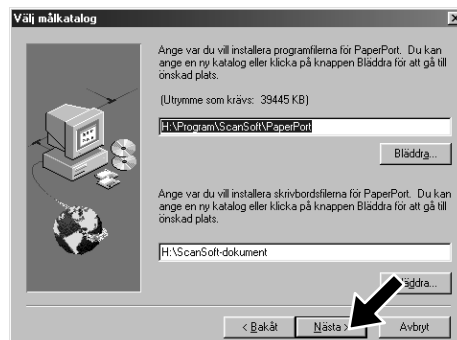 Välj målkatalog
Ange var du vill installera programfilerna för PaperPort. Du kan
ange en ny katalog eller klicka på knappen Bläddra för att gå till
önskad plats.
(Utrymme som krävs: 39445 KB)
H:\Program\ScanSoft\PaperPort
Bläddra...
Ange var du vill installera skrivbordsfilerna för PaperPort. Du kan
ange en ny katalog eller klicka på knappen Bläddra för att gå till
önskad plats.
H:\ScanSoft-dokument
< Bakåt Nästa > Avbryt